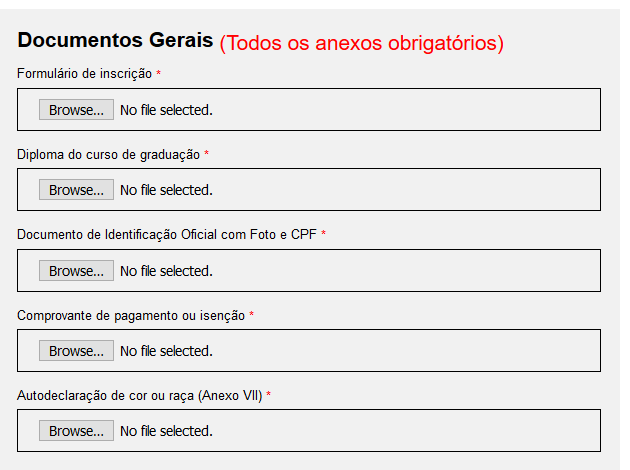 Documentos Gerais (Todos os anexos obrigatórios)
Formulário de inscrição *
Browse... No file selected.
Diploma do curso de graduação *
Browse... No file selected.
Documento de Identificação Oficial com Foto e CPF *
Browse... No file selected.
Comprovante de pagamento ou isenção *
Browse... No file selected.
Autodeclaração de cor ou raça (Anexo VII) *
Browse... No file selected.